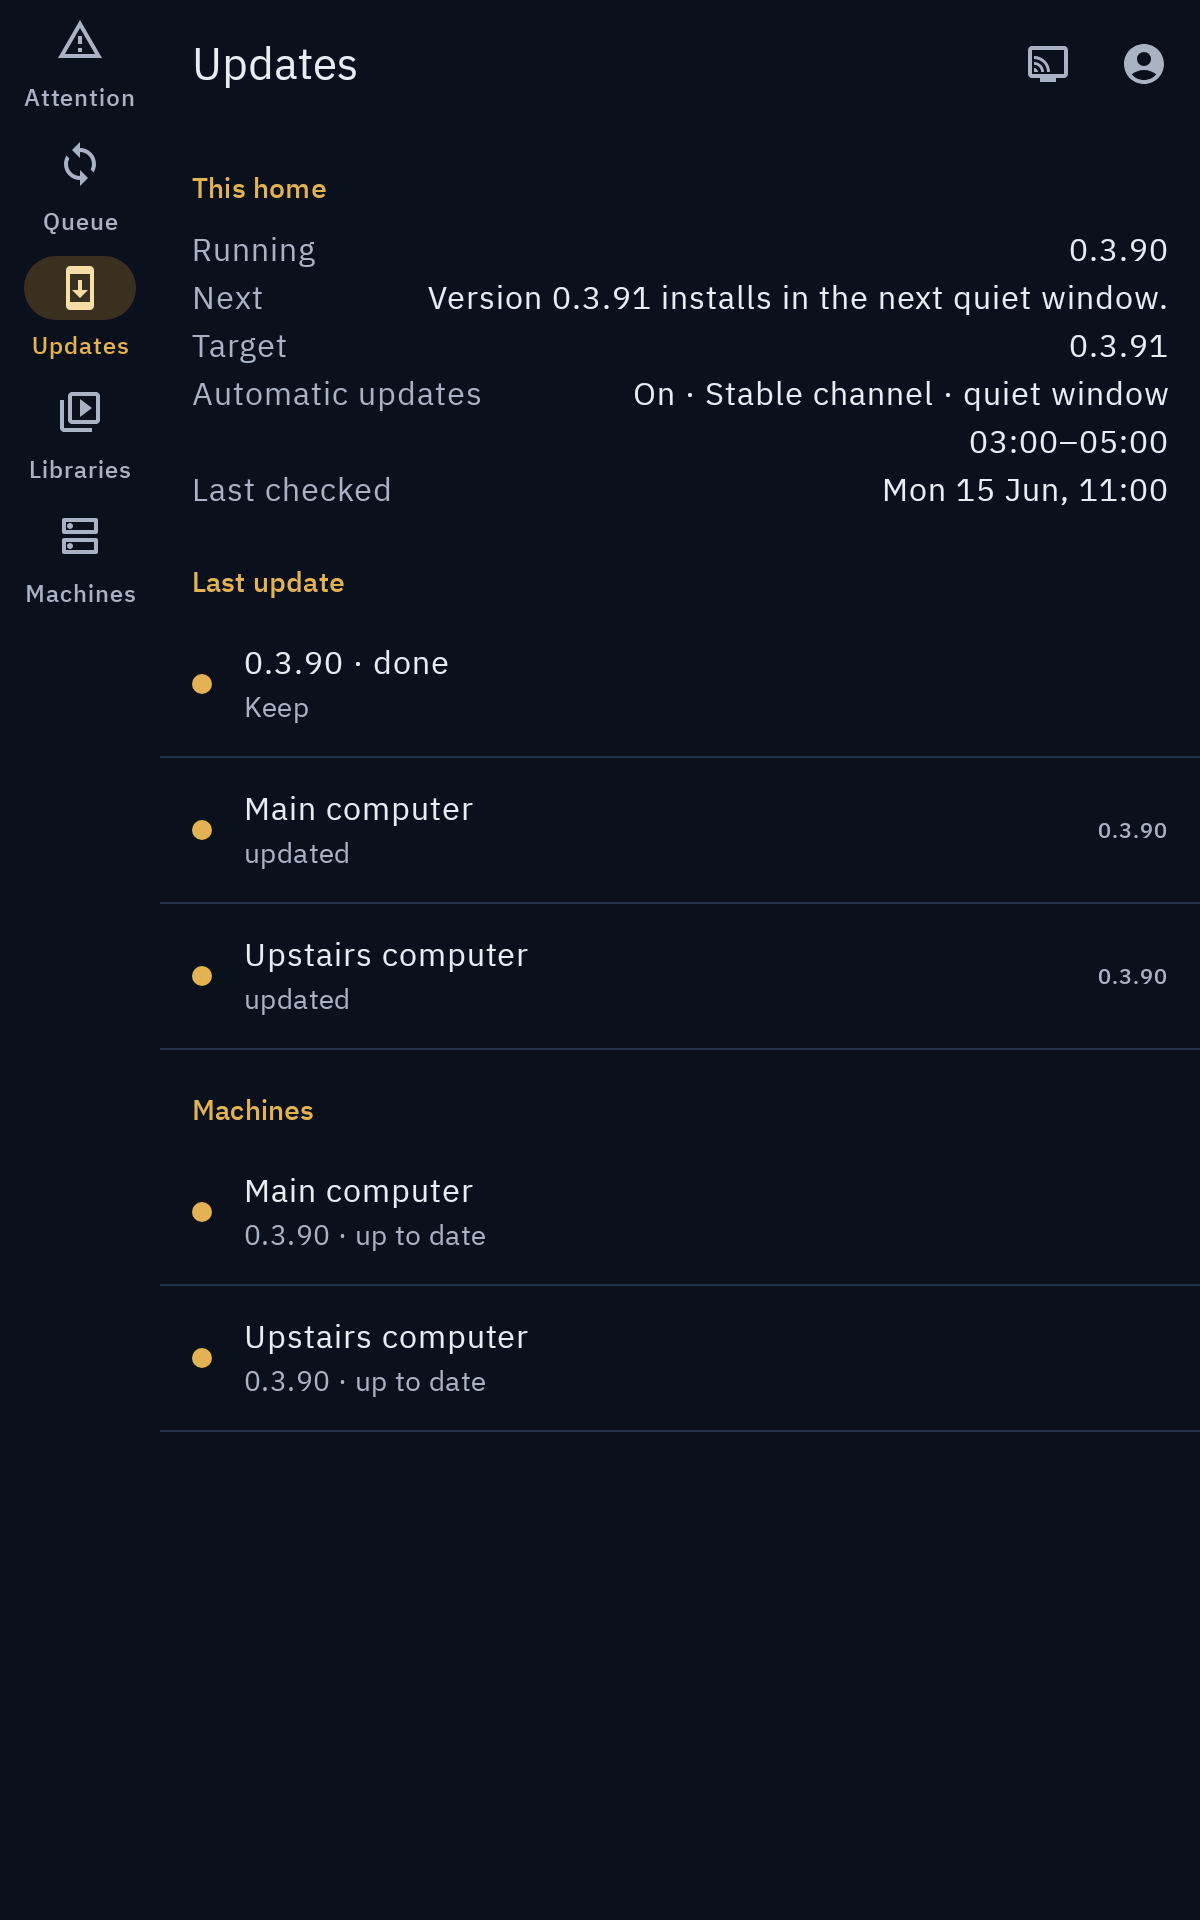 Attention
Queue
Updates
Libraries
Machines
Updates
This home
Running 0.3.90
Next Version 0.3.91 installs in the next quiet window.
Target 0.3.91
Automatic updates On · Stable channel · quiet window
03:00–05:00
Last checked Mon 15 Jun, 11:00
Last update
0.3.90 · done
Keep
Main computer
updated
0.3.90
Upstairs computer
updated
0.3.90
Machines
Main computer
0.3.90 · up to date
Upstairs computer
0.3.90 · up to date